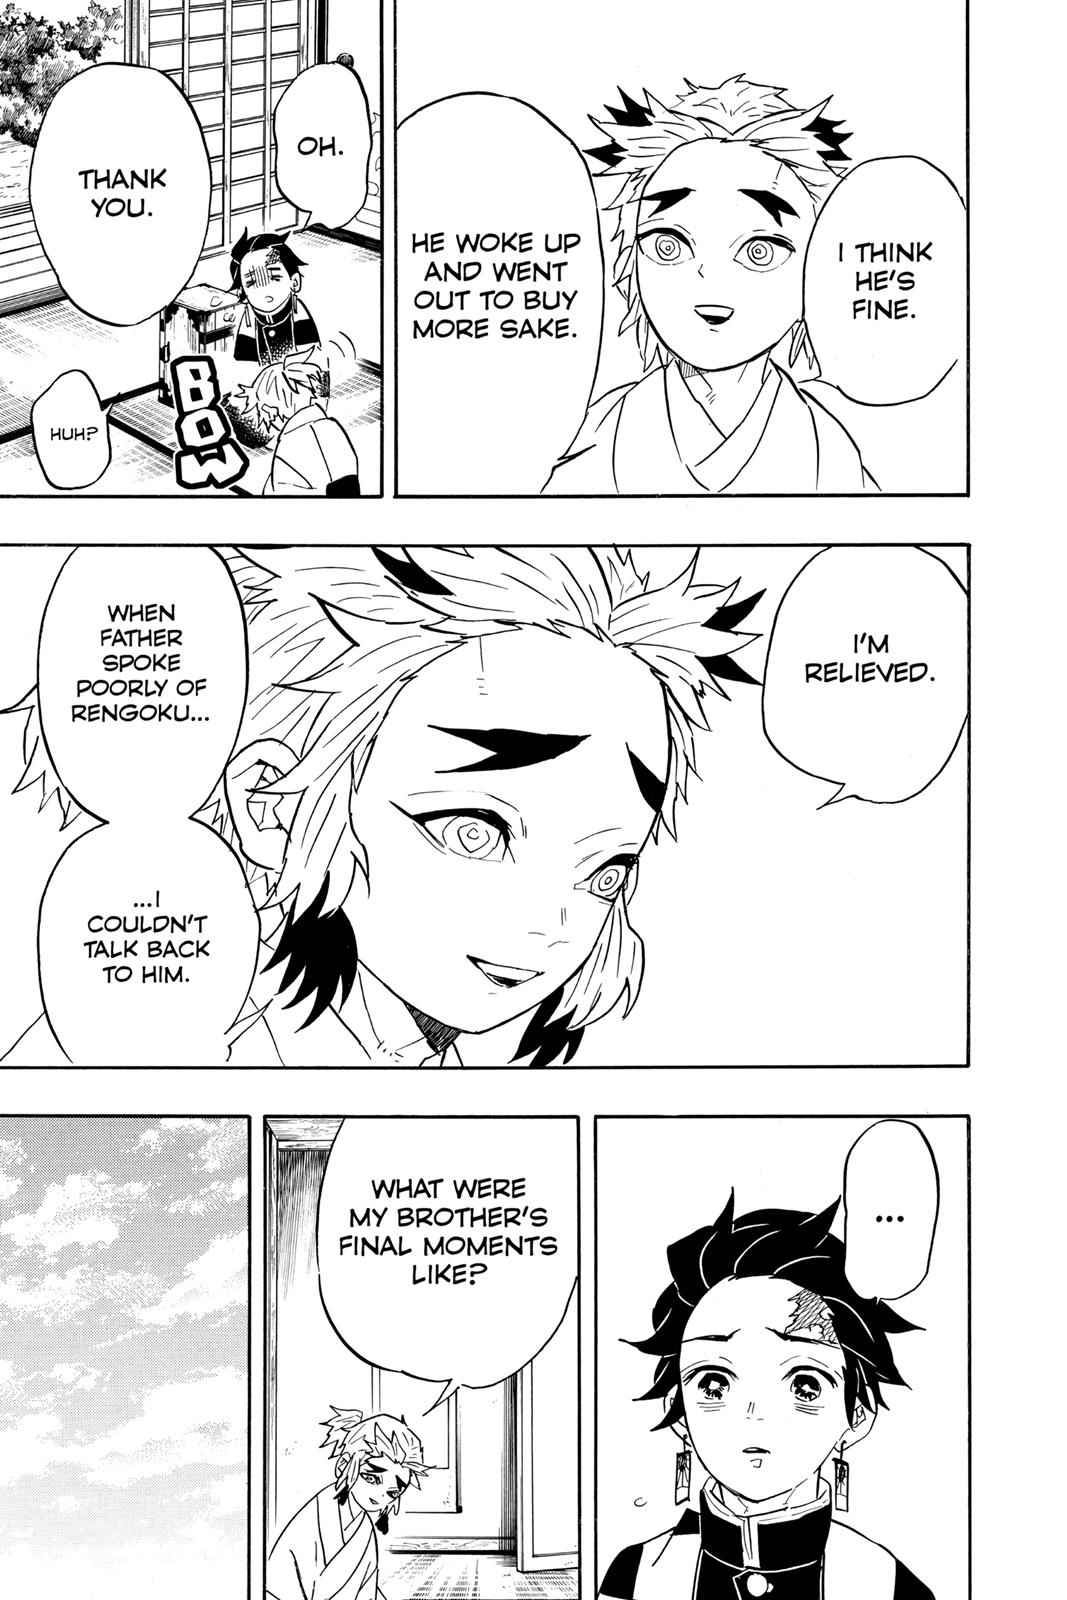 I THINK
HE'S
FINE.
HE WOKE UP
AND WENT
OUT TO BUY
MORE SAKE.
OH.
THANK
YOU.
BOW
HUH?
I'M
RELIEVED.
WHEN
FATHER
SPOKE
POORLY OF
RENGOKU...
...I
COULDN'T
TALK BACK
TO HIM.
...
WHAT WERE
MY BROTHER'S
FINAL MOMENTS
LIKE?